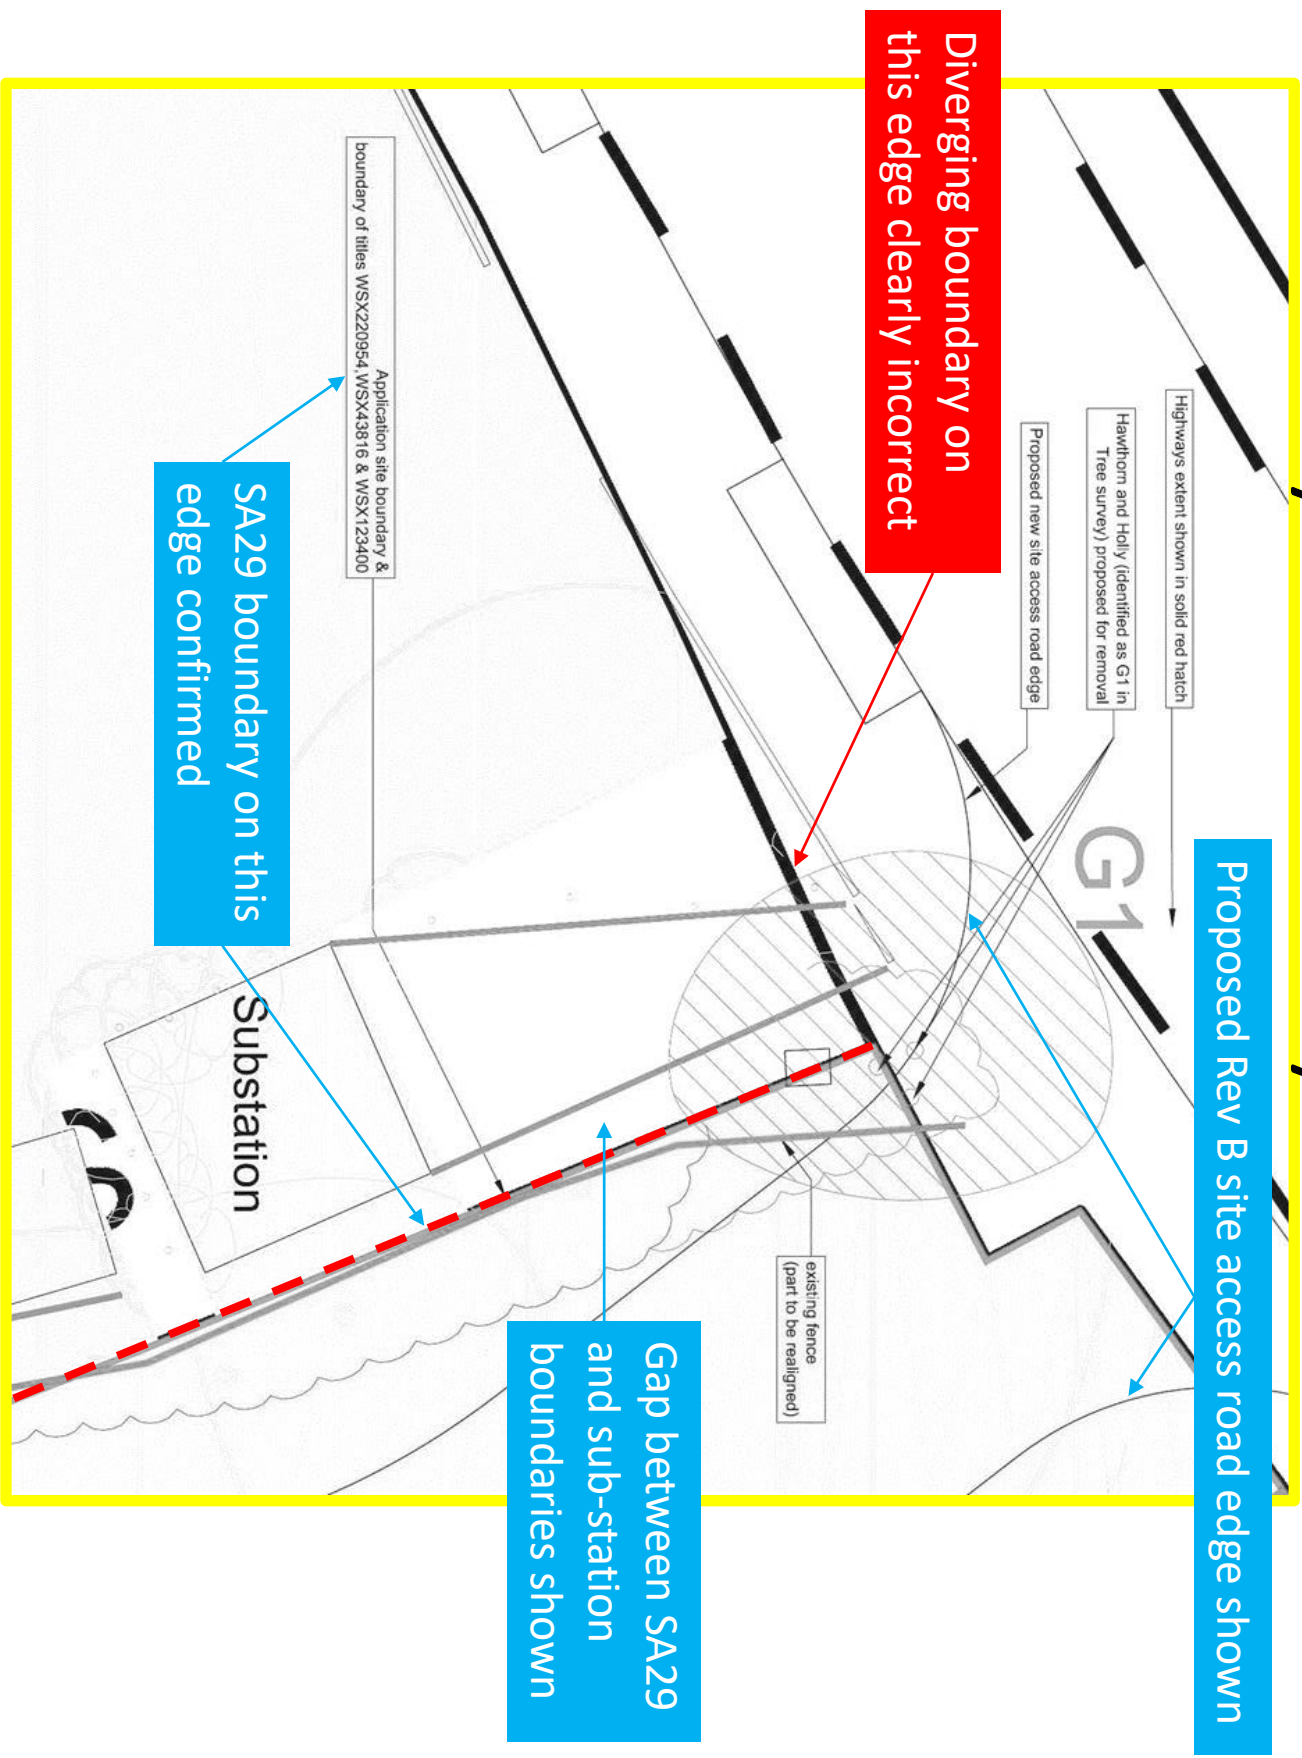 Proposed Rev B site access road edge shown
Diverging boundary on
this edge clearly incorrect
Highways extent shown in solid red hatch
Hawthorn and Holly (identified as G1 in
Tree survey) proposed for removal
Proposed new site access road edge
G1
existing fence
(part to be realigned)
Gap between SA29
and sub-station
boundaries shown
Application site boundary &
boundary of titles WSX220954,WSX43816 & WSX123400
SA29 boundary on this
edge confirmed
Substation